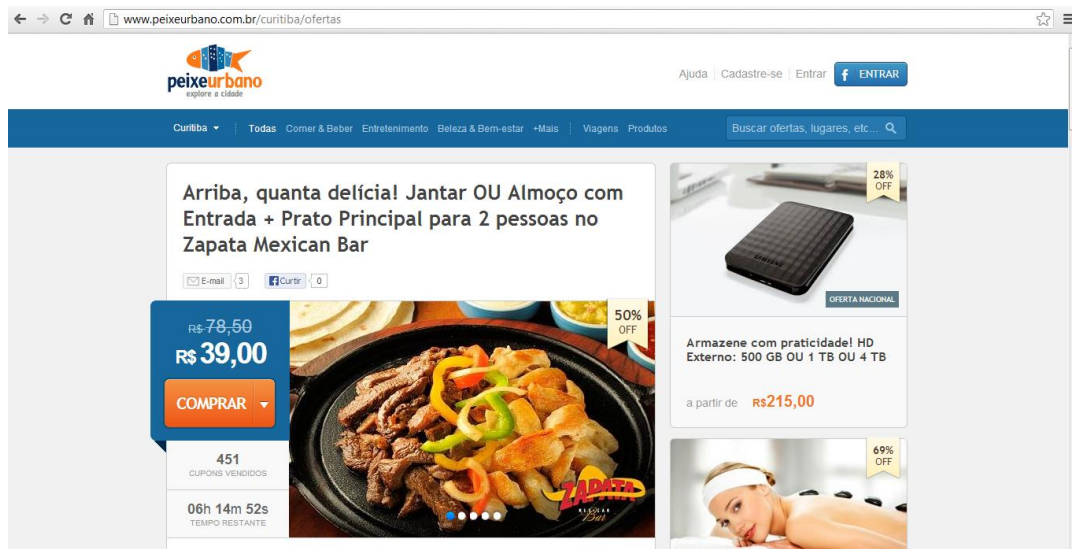 www.peixeurbano.com.br/curitiba/ofertas
peixeurbano
explore a cidade
Ajuda Cadastre-se Entrar f ENTRAR
Curitiba Todas Comer & Beber Entretenimento Beleza & Bem-estar +Mais Viagens Produtos Buscar ofertas, lugares, etc...
Arriba, quanta delícia! Jantar OU Almoço com
Entrada + Prato Principal para 2 pessoas no
Zapata Mexican Bar
E-mail 3 Curtir 0
R$ 78,50
R$ 39,00
COMPRAR
451
CUPONS VENDIDOS
06h 14m 52s
TEMPO RESTANTE
50%
OFF
ZAPATA
MEXICAN
Bar
28%
OFF
SAMSUNG
OFERTA NACIONAL
Armazene com praticidade! HD
Externo: 500 GB OU 1 TB OU 4 TB
a partir de R$215,00
69%
OFF